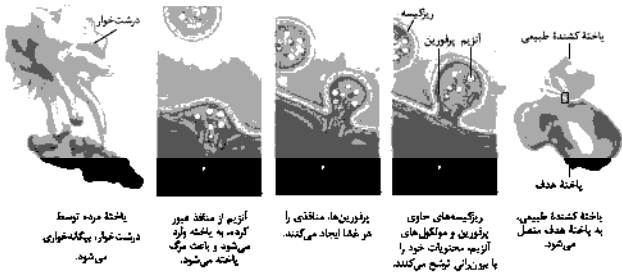 یاختهٔ کشندهٔ طبیعی
یاختهٔ هدف
یاختهٔ کشندهٔ طبیعی،
به یاختهٔ هدف متصل
می‌شود.
ریزکیسه
آنزیم
پرفورین
ریزکیسه‌های حاوی
پرفورین و مولکول‌های
آنزیم، محتویات خود را
با برون‌رانی ترشح می‌کنند.
پرفورین‌ها، منافذی را
در غشا ایجاد می‌کنند.
آنزیم از منافذ عبور
کرده، به یاخته وارد
می‌شود و باعث مرگ
یاخته می‌شود.
درشت‌خوار
یاختهٔ مرده توسط
درشت‌خوار، بیگانه‌خواری
می‌شود.